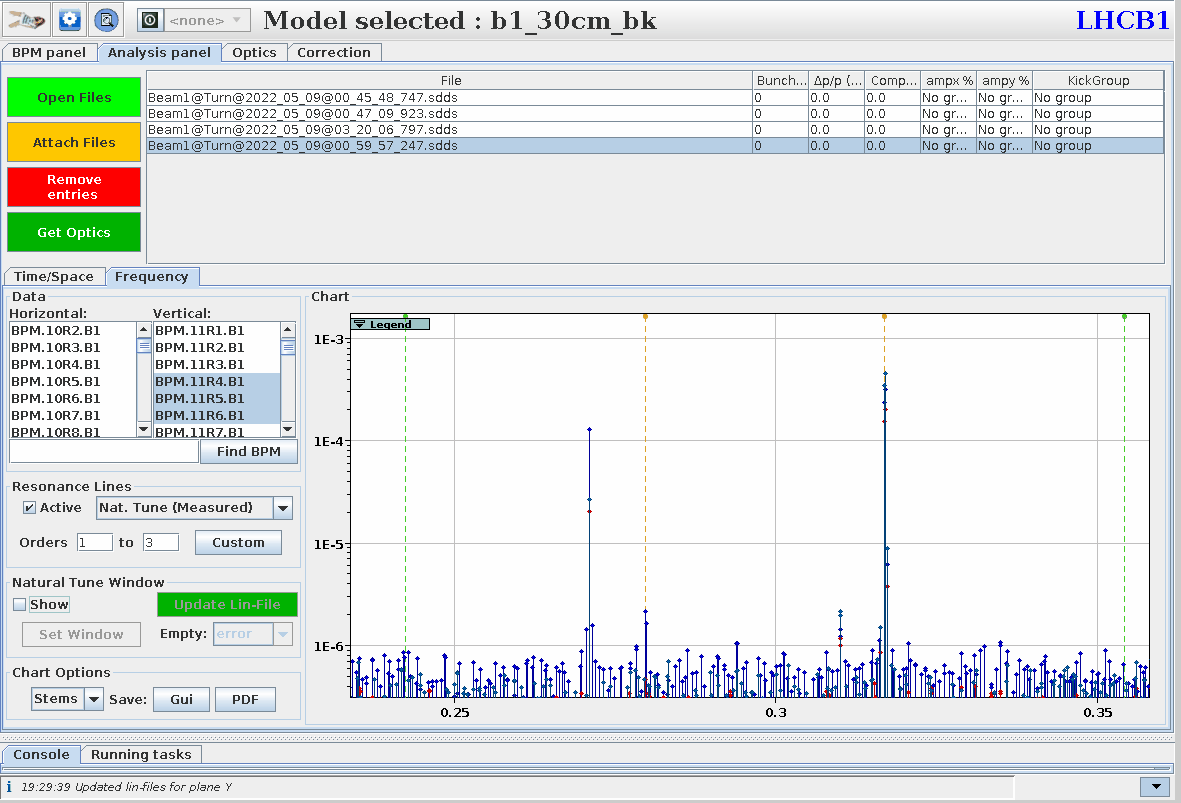 <none>
Model selected : b1_30cm_bk
LHCB1
BPM panel
Analysis panel
Optics
Correction
Open Files
Attach Files
Remove
entries
Get Optics
File Bunch... Δp/p (... Comp... ampx % ampy % KickGroup
Beam1@Turn@2022_05_09@00_45_48_747.sdds 0 0.0 0.0 No gr... No gr... No group
Beam1@Turn@2022_05_09@00_47_09_923.sdds 0 0.0 0.0 No gr... No gr... No group
Beam1@Turn@2022_05_09@03_20_06_797.sdds 0 0.0 0.0 No gr... No gr... No group
Beam1@Turn@2022_05_09@00_59_57_247.sdds 0 0.0 0.0 No gr... No gr... No group
Time/Space
Frequency
Data
Horizontal: Vertical:
BPM.10R2.B1 BPM.11R1.B1
BPM.10R3.B1 BPM.11R2.B1
BPM.10R4.B1 BPM.11R3.B1
BPM.10R5.B1 BPM.11R4.B1
BPM.10R6.B1 BPM.11R5.B1
BPM.10R7.B1 BPM.11R6.B1
BPM.10R8.B1 BPM.11R7.B1
Find BPM
Resonance Lines
Active
Nat. Tune (Measured)
Orders 1 to 3
Custom
Natural Tune Window
Show
Update Lin-File
Set Window
Empty: error
Chart Options
Stems
Save:
Gui
PDF
Chart
Legend
1E-3
1E-4
1E-5
1E-6
0.25 0.3 0.35
Console
Running tasks
i 19:29:39 Updated lin-files for plane Y